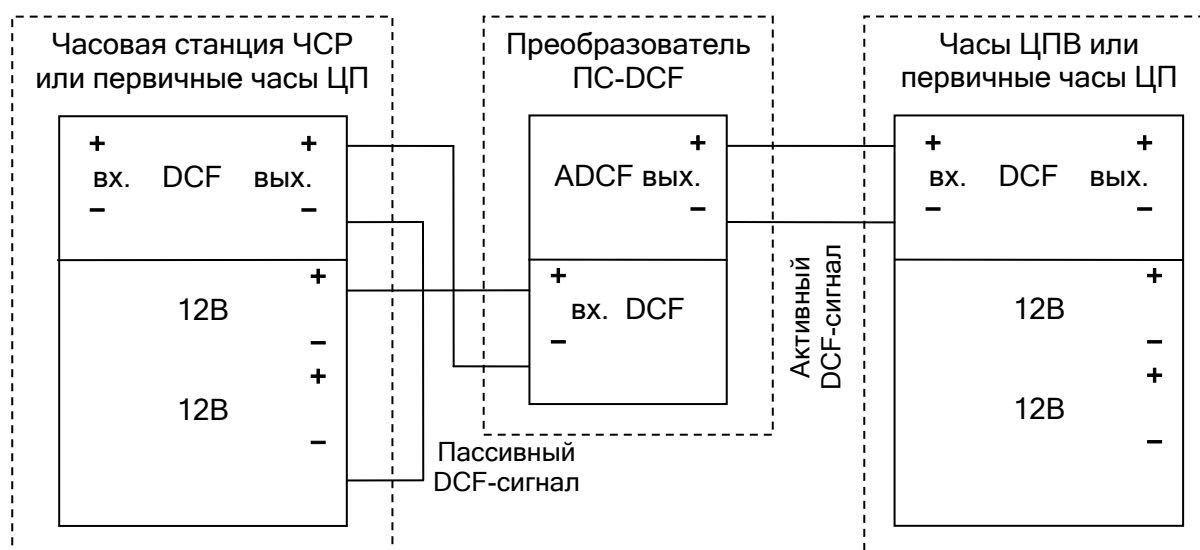 Часовая станция ЧСР
или первичные часы ЦП
+ +
вх. DCF вых.
– –
12В
+
–
12В
+
–
Пассивный
DCF-сигнал
Преобразователь
ПС-DCF
+
ADCF вых.
–
+
вх. DCF
–
Активный
DCF-сигнал
Часы ЦПВ или
первичные часы ЦП
+ +
вх. DCF вых.
– –
12В
+
–
12В
+
–